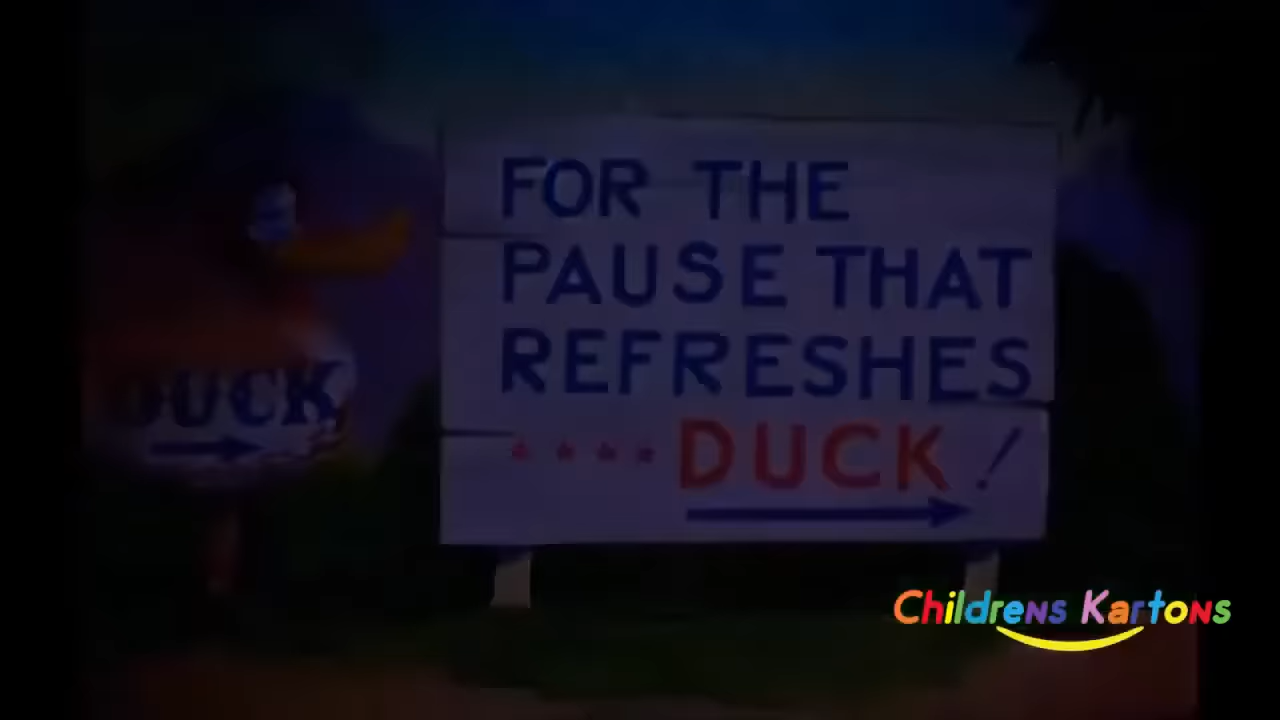 FOR THE
PAUSE THAT
REFRESHES
.... DUCK!
DUCK
Childrens Kartons